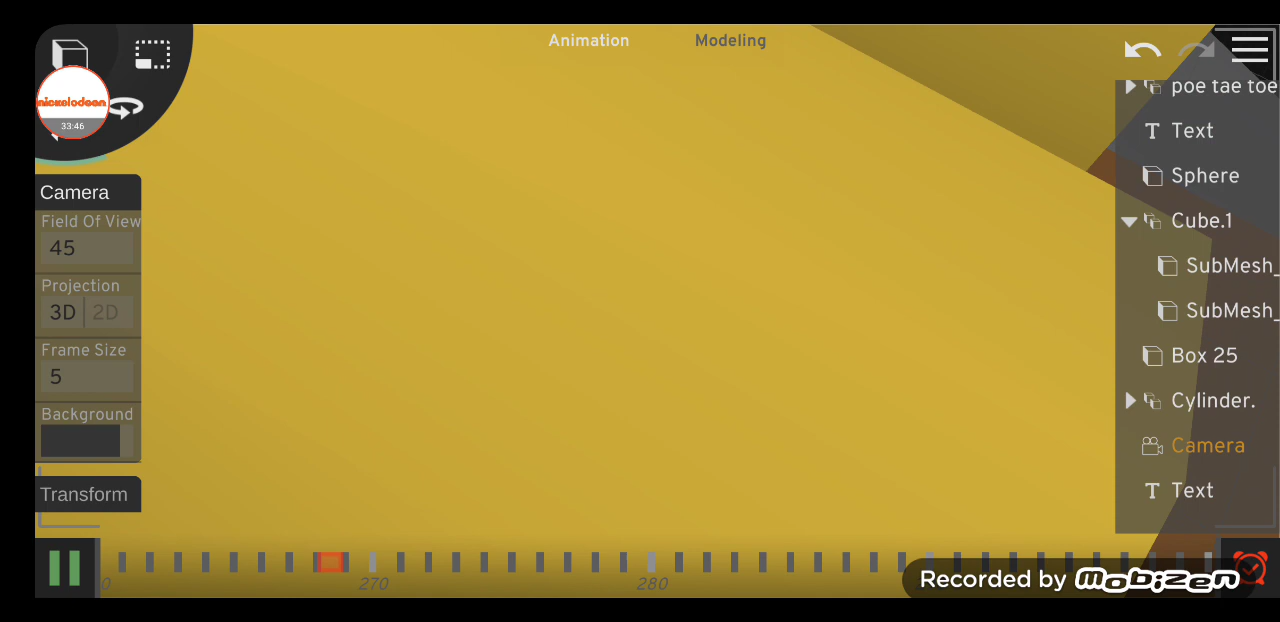 Animation
Modeling
nickelodeon
33:46
Camera
Field Of View
45
Projection
3D
2D
Frame Size
5
Background
Transform
poe tae toe
Text
Sphere
Cube.1
SubMesh_
SubMesh_
Box 25
Cylinder.
Camera
Text
0
270
280
Recorded by Mobizen